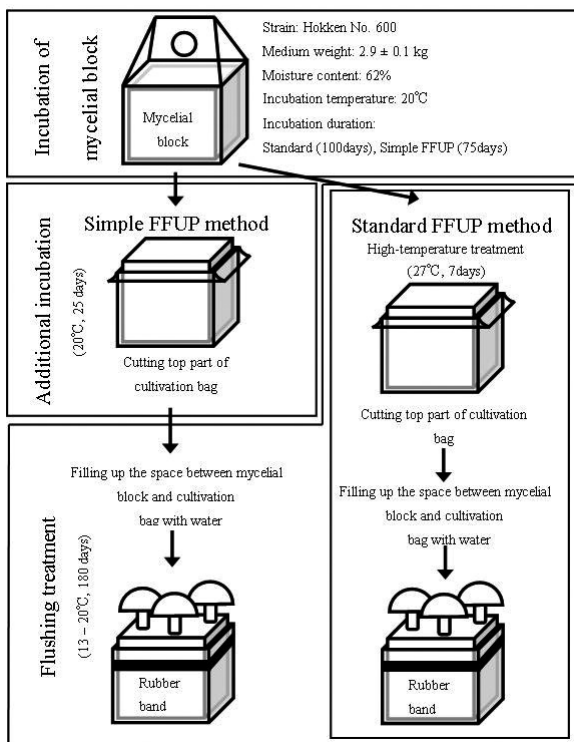 Incubation of
mycelial block
Mycelial
block
Strain: Hokken No. 600
Medium weight: 2.9 ± 0.1 kg
Moisture content: 62%
Incubation temperature: 20℃
Incubation duration:
Standard (100days), Simple FFUP (75days)
Additional incubation
(20℃, 25 days)
Simple FFUP method
Cutting top part of
cultivation bag
Standard FFUP method
High-temperature treatment
(27℃, 7days)
Cutting top part of cultivation
bag
Flushing treatment
(13 – 20℃, 180 days)
Filling up the space between mycelial
block and cultivation
bag with water
Rubber
band
Filling up the space between mycelial
block and cultivation
bag with water
Rubber
band